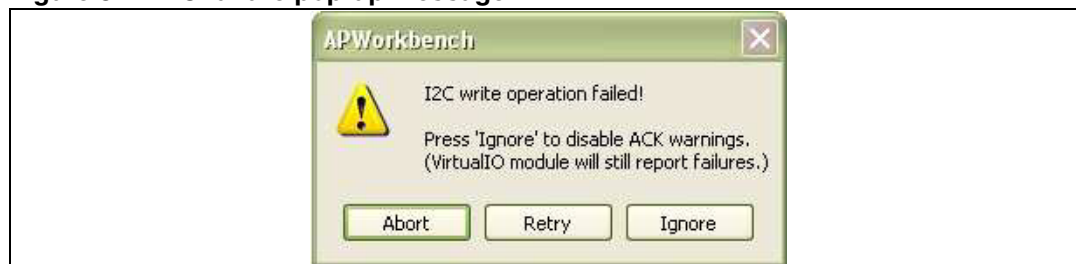 APWorkbench
I2C write operation failed!
Press 'Ignore' to disable ACK warnings.
(VirtualIO module will still report failures.)
Abort Retry Ignore